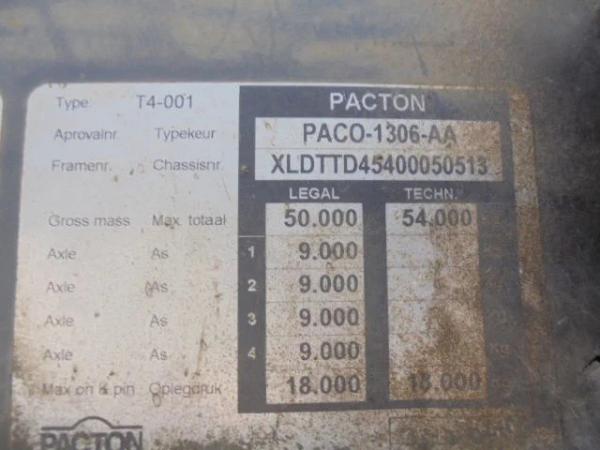 Type T4-001 PACTON
Aprovalnr. Typekeur PACO-1306-AA
Framenr. Chassisnr. XLDTTD45400050513
LEGAL TECHN.
Gross mass Max. totaal 50.000 54.000
Axle As 1 9.000
Axle As 2 9.000
Axle As 3 9.000
Axle As 4 9.000
Max on k pin Oplegdruk 18.000 18.000
PACTON